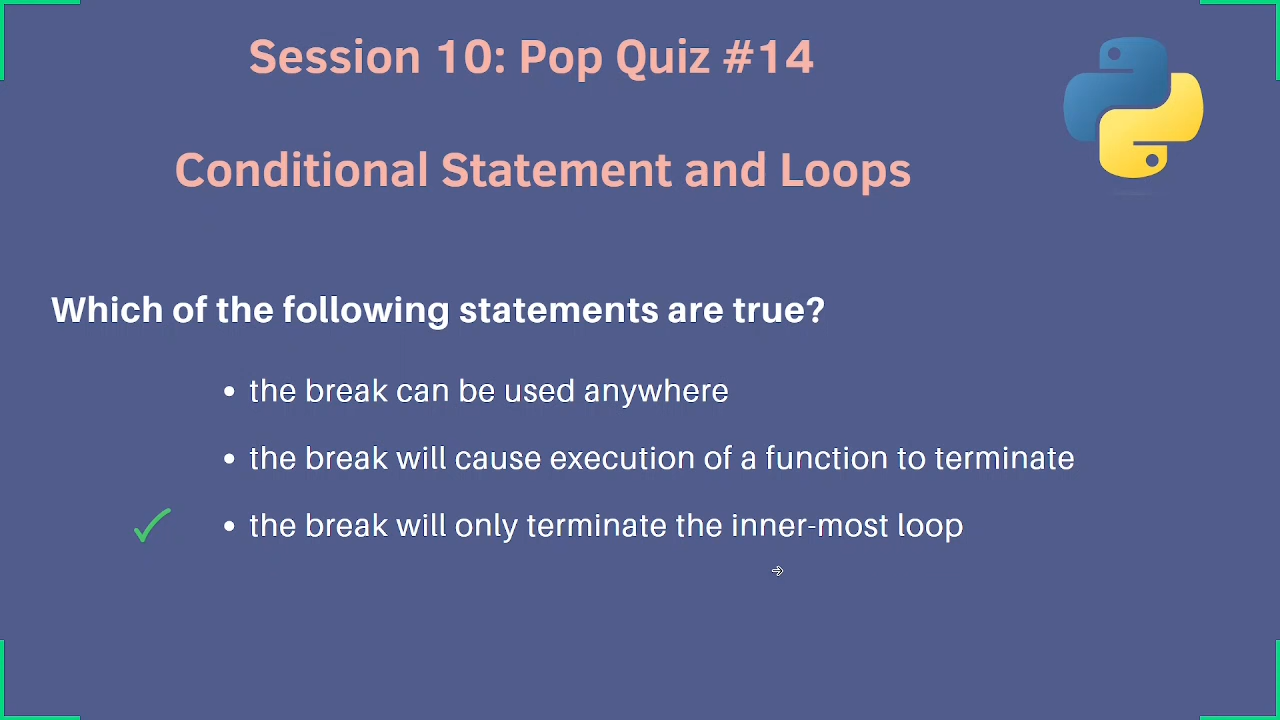 Session 10: Pop Quiz #14
Conditional Statement and Loops
Which of the following statements are true?
• the break can be used anywhere
• the break will cause execution of a function to terminate
• the break will only terminate the inner-most loop